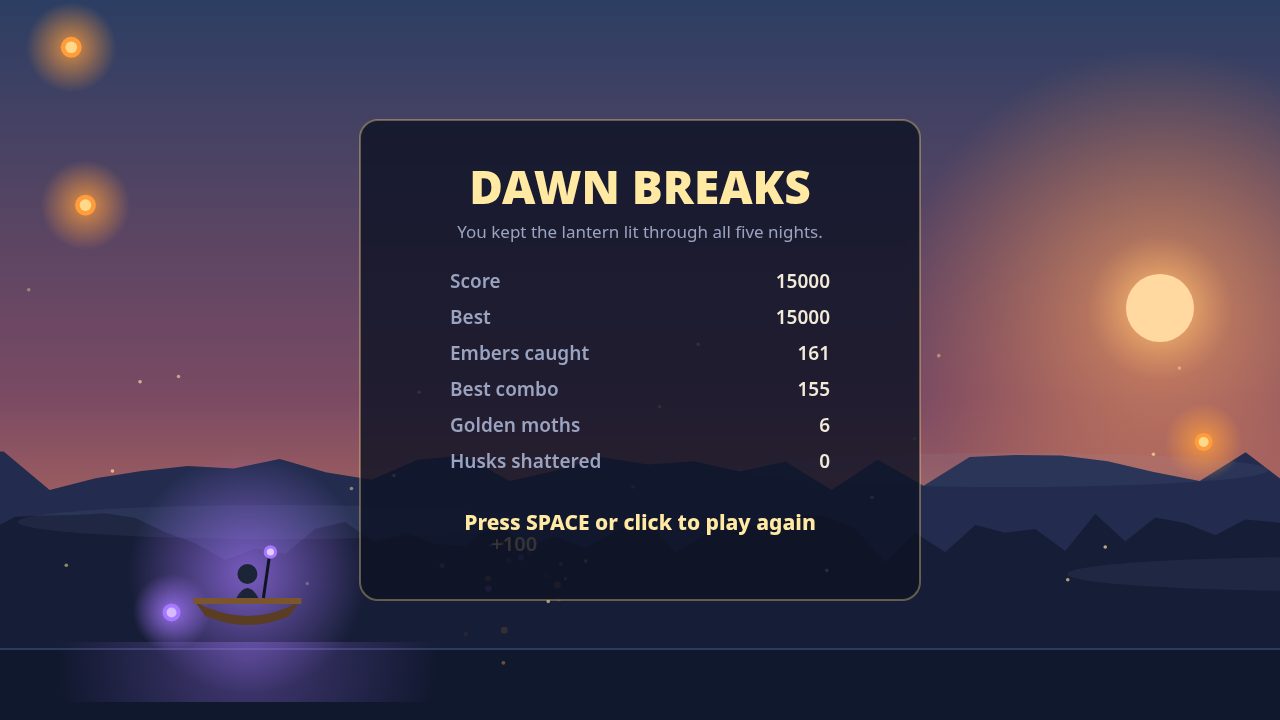 DAWN BREAKS
You kept the lantern lit through all five nights.
Score 15000
Best 15000
Embers caught 161
Best combo 155
Golden moths 6
Husks shattered 0
Press SPACE or click to play again
+100